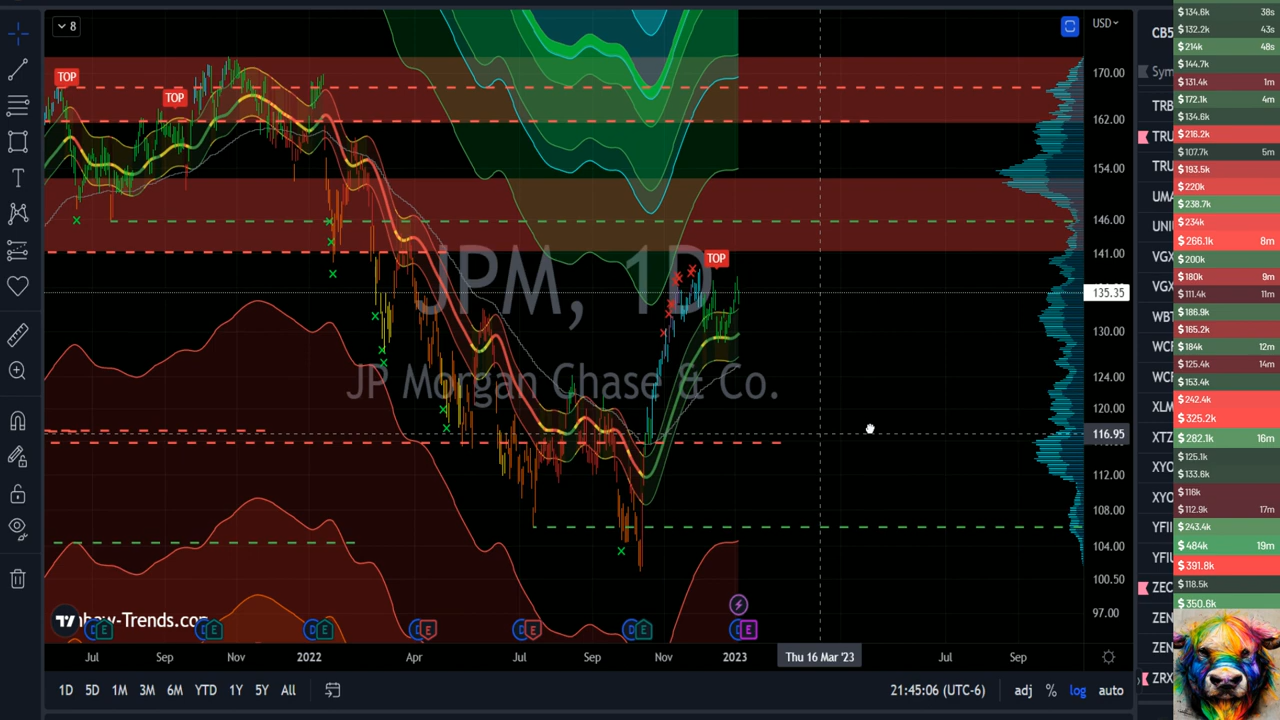 8
TOP
TOP
TOP
JPM, 1D
JP Morgan Chase & Co.
USD
170.00
162.00
154.00
146.00
141.00
135.35
130.00
124.00
120.00
116.95
112.00
108.00
104.00
100.50
97.00
bow-Trends.com
D E
D E
D E
E
E
D E
E
Jul
Sep
Nov
2022
Apr
Jul
Sep
Nov
2023
Thu 16 Mar '23
Jul
Sep
1D 5D 1M 3M 6M YTD 1Y 5Y All
21:45:06 (UTC-6)
adj % log auto
CB5
Sym
TRB
TRU
TRU
UMA
UNI
VGX
VGX
WBT
WCF
WCF
XLM
XTZ
XYO
XYO
YFII
YFIU
ZEC
ZEN
ZEN
ZRX
$134.6k 38s
$132.2k 43s
$214k 48s
$144.7k
$131.4k 1m
$172.1k 4m
$134.6k
$216.2k
$107.7k 5m
$193.5k
$220k
$238.7k
$234k
$266.1k 8m
$200k
$180k 9m
$111.4k 11m
$186.9k
$165.2k
$184k 12m
$125.4k 14m
$153.4k
$242.4k
$325.2k
$282.1k 16m
$125.1k
$133.6k
$116k
$112.9k 17m
$243.4k
$484k 19m
$391.8k
$118.5k
$350.6k